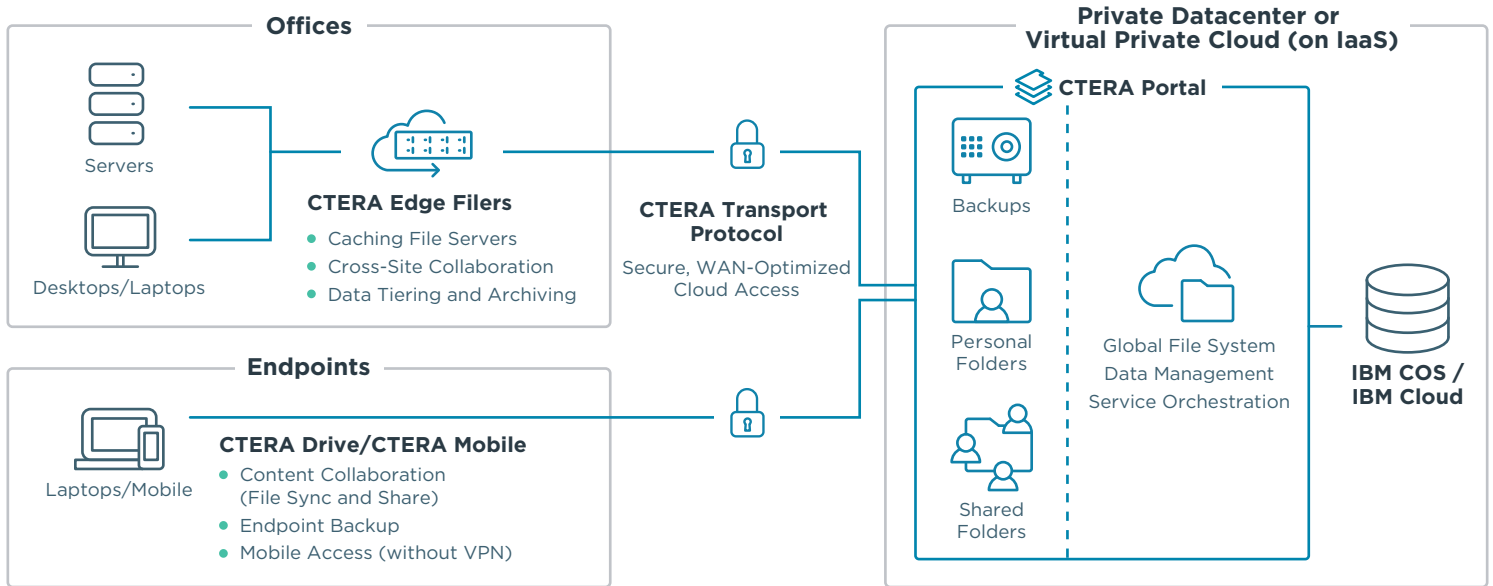 Offices
Servers
Desktops/Laptops
CTERA Edge Filers
Caching File Servers
Cross-Site Collaboration
Data Tiering and Archiving
CTERA Transport
Protocol
Secure, WAN-Optimized
Cloud Access
Endpoints
Laptops/Mobile
CTERA Drive/CTERA Mobile
Content Collaboration
(File Sync and Share)
Endpoint Backup
Mobile Access (without VPN)
Private Datacenter or
Virtual Private Cloud (on IaaS)
CTERA Portal
Backups
Personal
Folders
Shared
Folders
Global File System
Data Management
Service Orchestration
IBM COS /
IBM Cloud